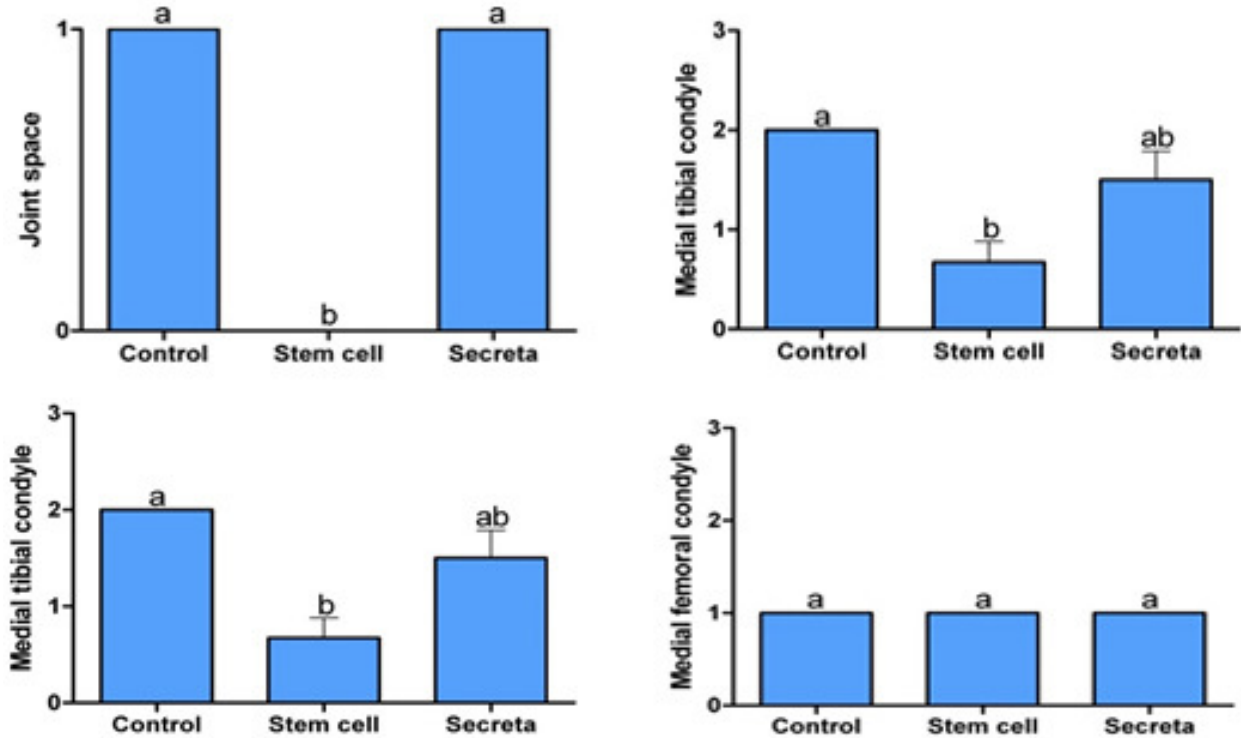 Joint space
1
0
a
b
a
Control Stem cell Secreta
Medial tibial condyle
3
2
1
0
a
b
ab
Control Stem cell Secreta
Medial tibial condyle
3
2
1
0
a
b
ab
Control Stem cell Secreta
Medial femoral condyle
3
2
1
0
a
a
a
Control Stem cell Secreta